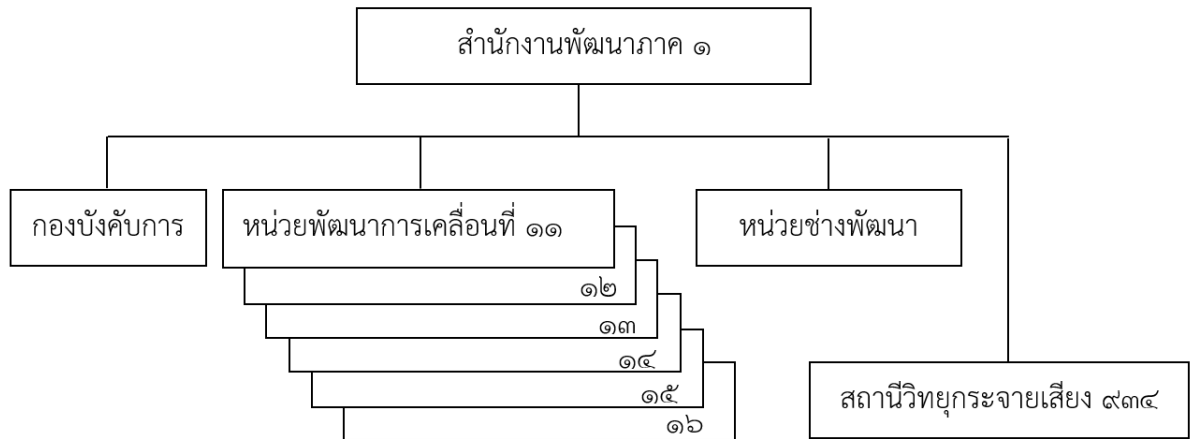 สำนักงานพัฒนาภาค ๑
กองบังคับการ
หน่วยพัฒนาการเคลื่อนที่ ๑๑
หน่วยช่างพัฒนา
๑๒
๑๓
๑๔
๑๕
๑๖
สถานีวิทยุกระจายเสียง ๙๓๔